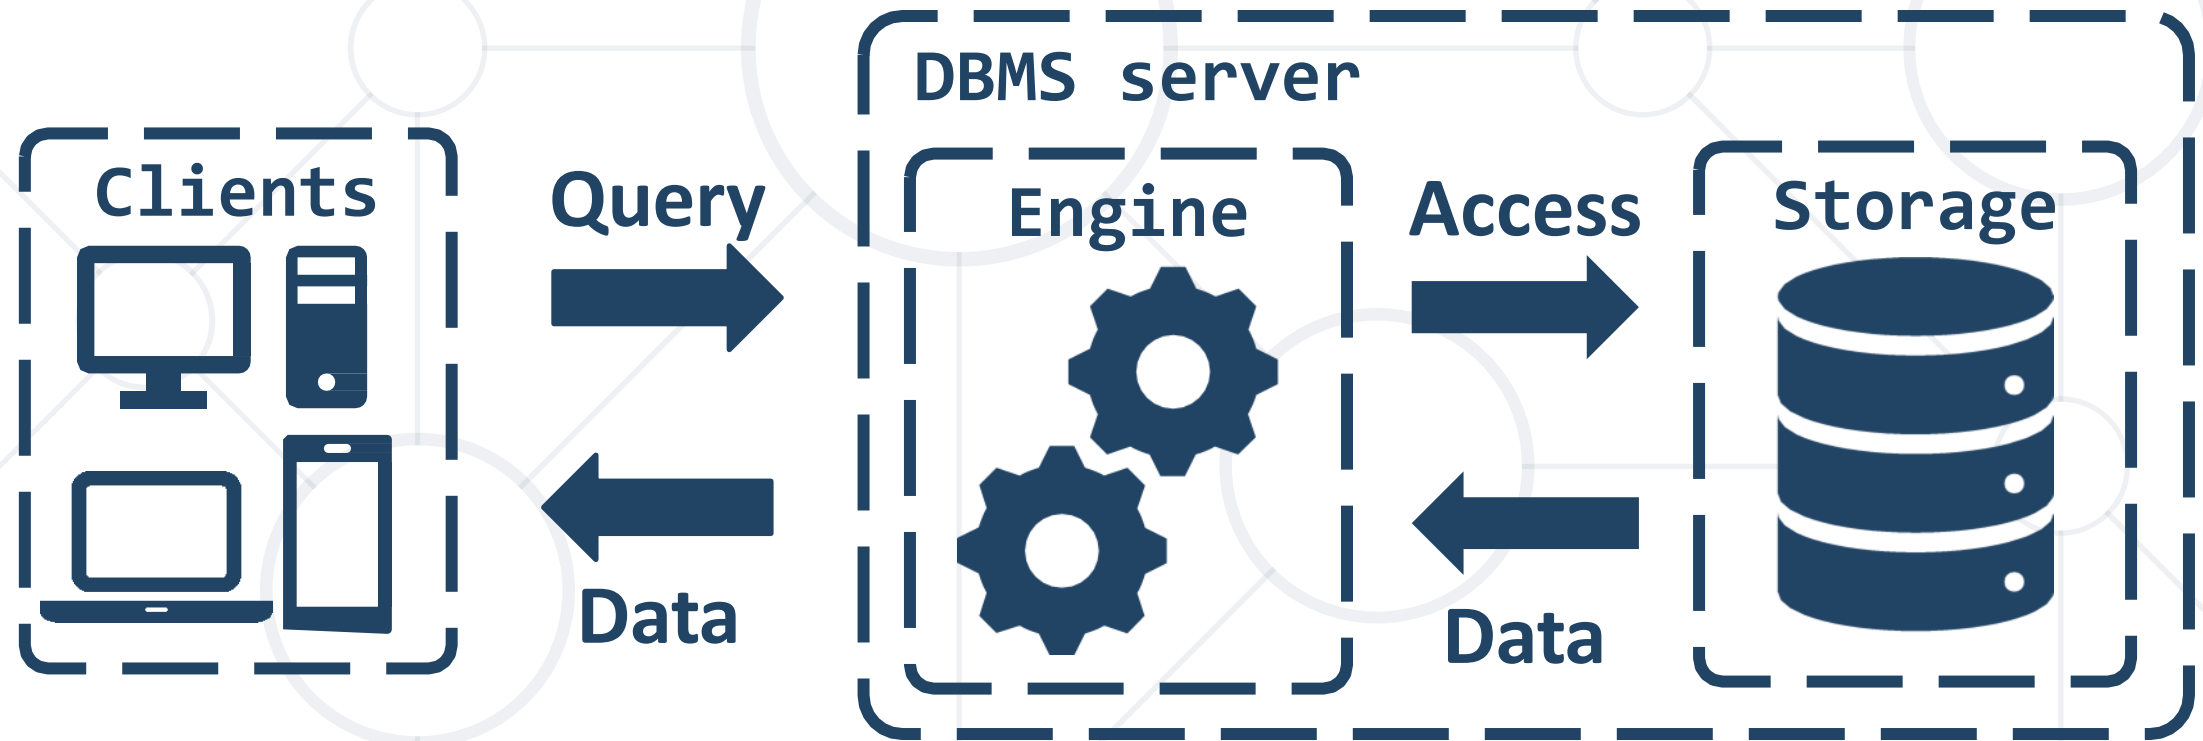 DBMS server
Clients
Query
Engine
Access
Storage
Data
Data